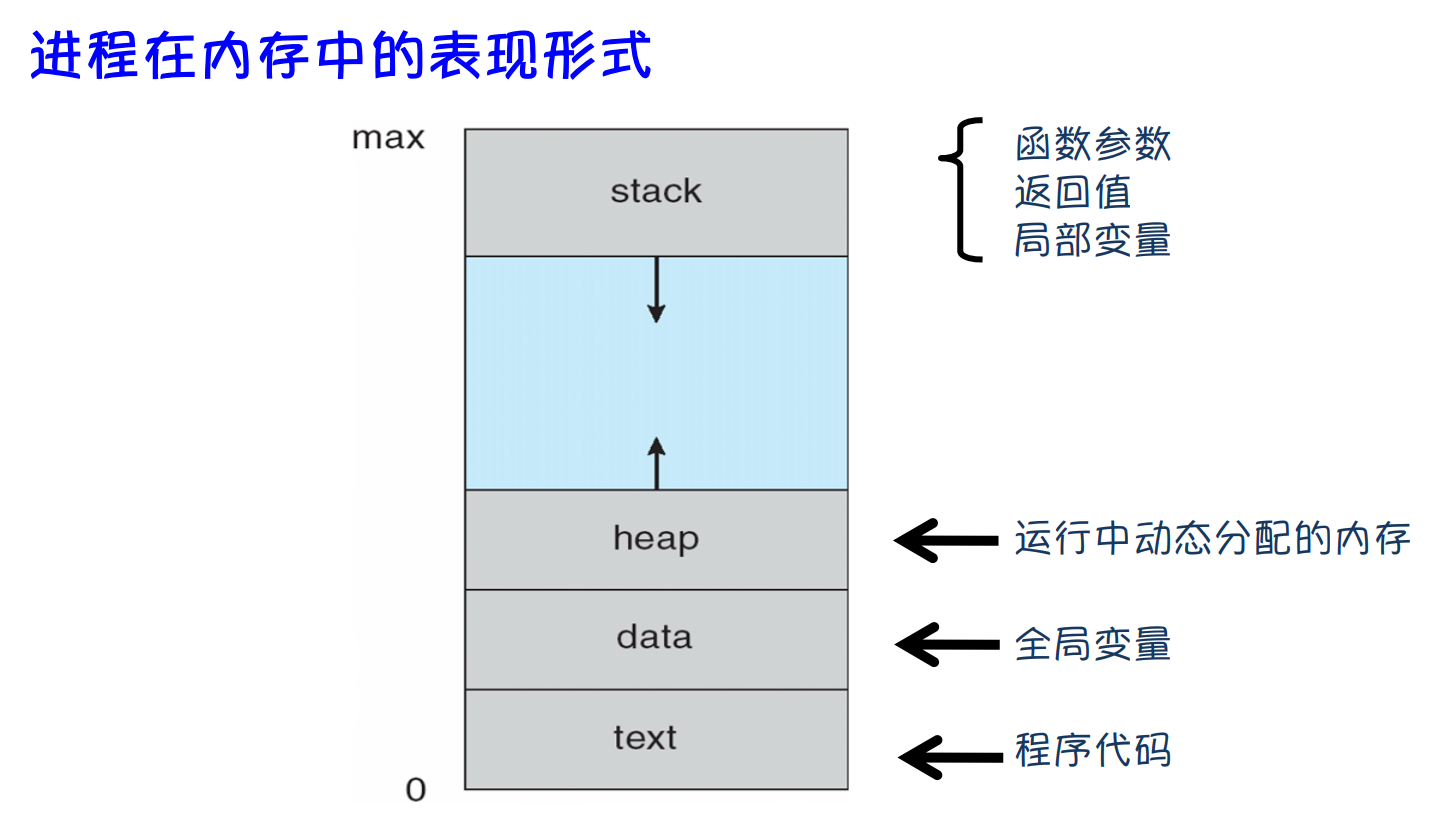 进程在内存中的表现形式
max
stack
函数参数
返回值
局部变量
heap
运行中动态分配的内存
data
全局变量
text
程序代码
0